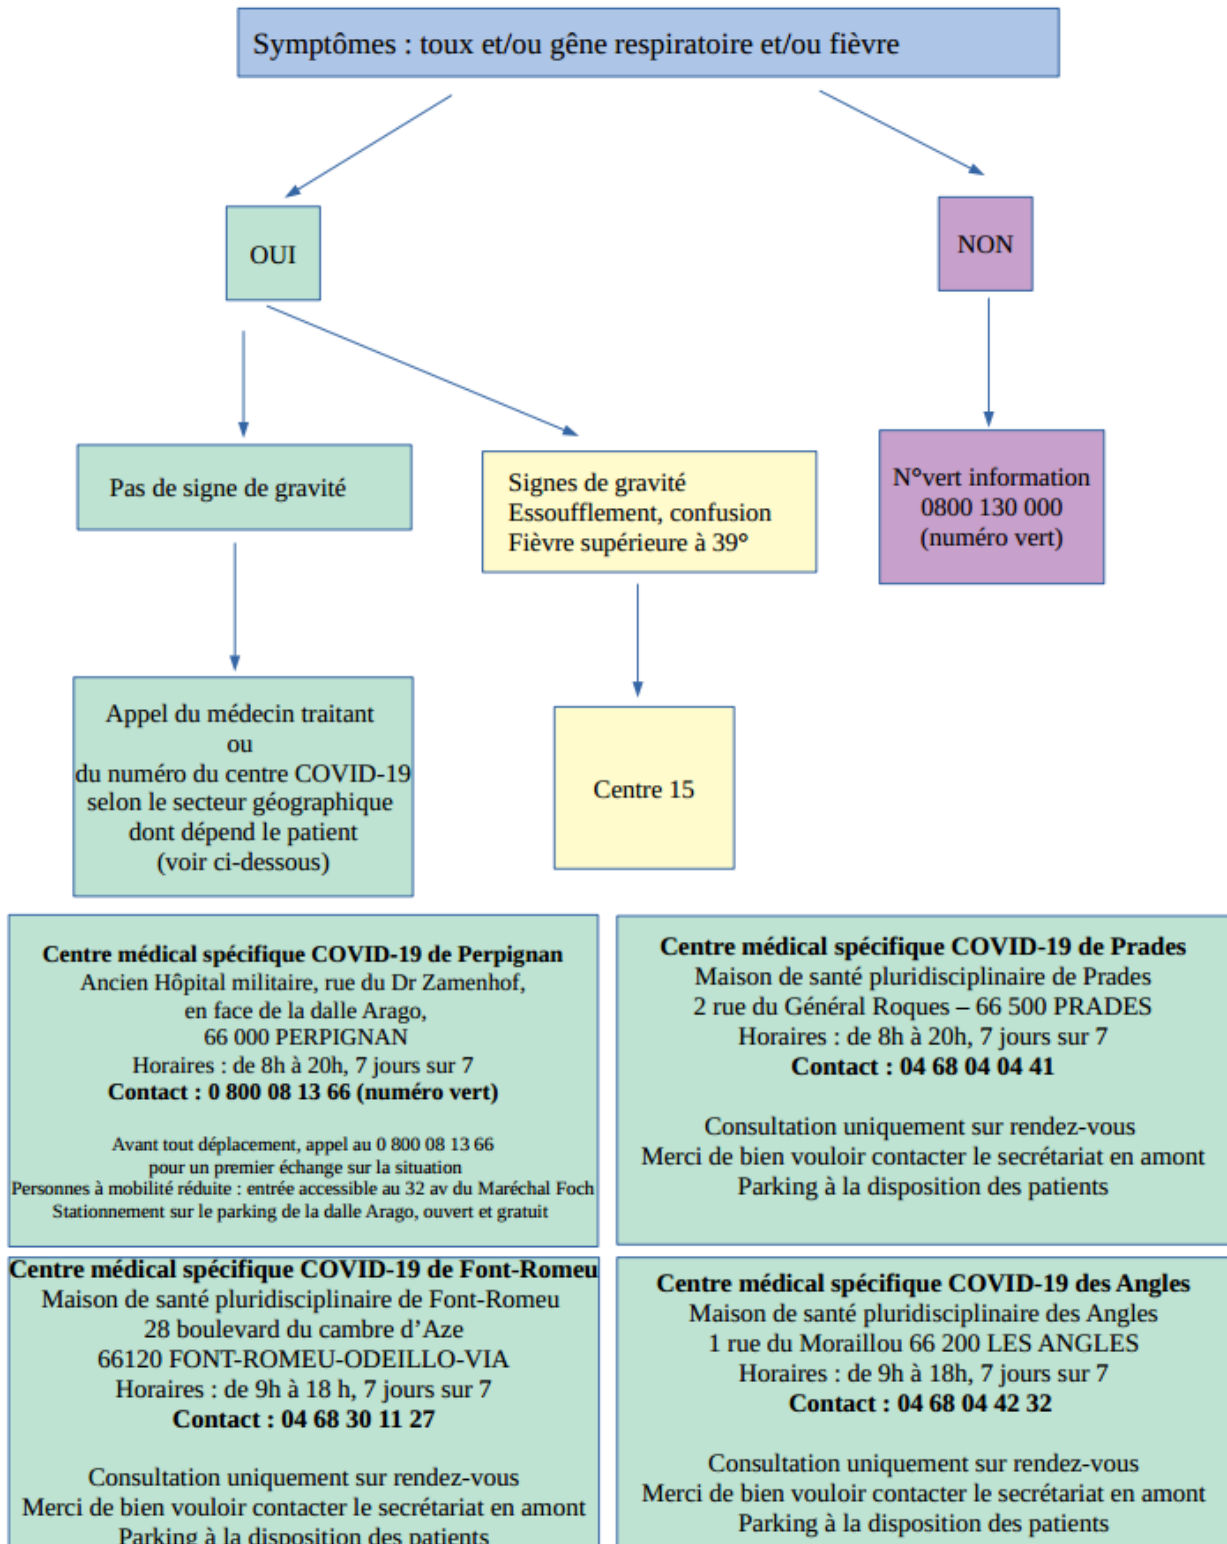 Symptômes : toux et/ou gêne respiratoire et/ou fièvre
OUI
NON
Pas de signe de gravité
Signes de gravité
Essoufflement, confusion
Fièvre supérieure à 39°
N°vert information
0800 130 000
(numéro vert)
Appel du médecin traitant
ou
du numéro du centre COVID-19
selon le secteur géographique
dont dépend le patient
(voir ci-dessous)
Centre 15
Centre médical spécifique COVID-19 de Perpignan
Ancien Hôpital militaire, rue du Dr Zamenhof,
en face de la dalle Arago,
66 000 PERPIGNAN
Horaires : de 8h à 20h, 7 jours sur 7
Contact : 0 800 08 13 66 (numéro vert)
Avant tout déplacement, appel au 0 800 08 13 66
pour un premier échange sur la situation
Personnes à mobilité réduite : entrée accessible au 32 av du Maréchal Foch
Stationnement sur le parking de la dalle Arago, ouvert et gratuit
Centre médical spécifique COVID-19 de Prades
Maison de santé pluridisciplinaire de Prades
2 rue du Général Roques – 66 500 PRADES
Horaires : de 8h à 20h, 7 jours sur 7
Contact : 04 68 04 04 41
Consultation uniquement sur rendez-vous
Merci de bien vouloir contacter le secrétariat en amont
Parking à la disposition des patients
Centre médical spécifique COVID-19 de Font-Romeu
Maison de santé pluridisciplinaire de Font-Romeu
28 boulevard du cambre d’Aze
66120 FONT-ROMEU-ODEILLO-VIA
Horaires : de 9h à 18 h, 7 jours sur 7
Contact : 04 68 30 11 27
Consultation uniquement sur rendez-vous
Merci de bien vouloir contacter le secrétariat en amont
Parking à la disposition des patients
Centre médical spécifique COVID-19 des Angles
Maison de santé pluridisciplinaire des Angles
1 rue du Moraillou 66 200 LES ANGLES
Horaires : de 9h à 18h, 7 jours sur 7
Contact : 04 68 04 42 32
Consultation uniquement sur rendez-vous
Merci de bien vouloir contacter le secrétariat en amont
Parking à la disposition des patients